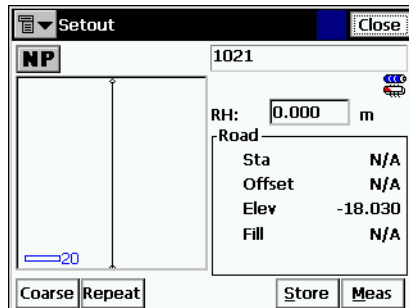 Setout Close
NP 1021
RH: 0.000 m
Road
Sta N/A
Offset N/A
Elev -18.030
Fill N/A
20
Coarse Repeat Store Meas